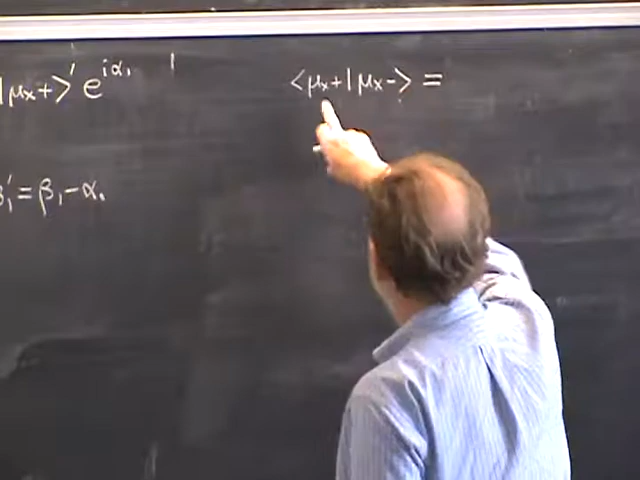 |μₓ+>' e^{iα₁}
<μₓ+|μₓ-> =
β₁' = β₁-α₁